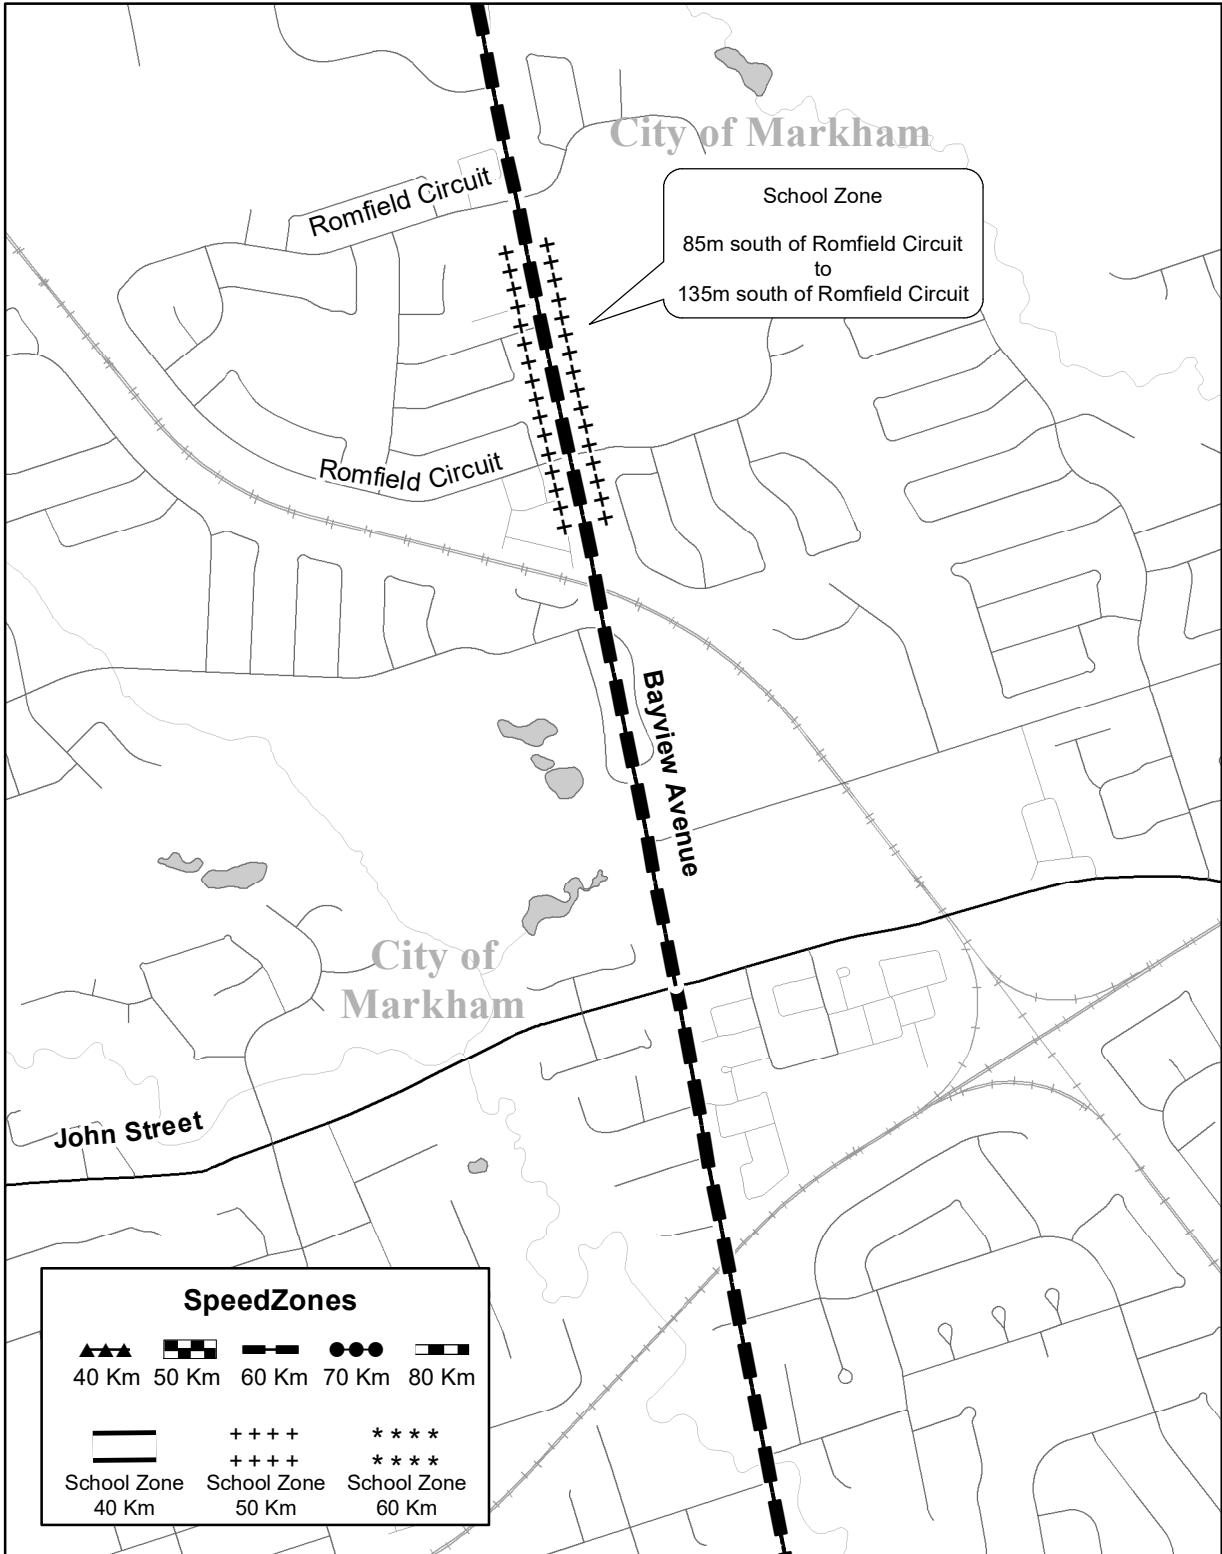 City of Markham
Romfield Circuit
School Zone
85m south of Romfield Circuit
to
135m south of Romfield Circuit
Romfield Circuit
Bayview Avenue
City of
Markham
John Street
SpeedZones
40 Km 50 Km 60 Km 70 Km 80 Km
School Zone School Zone School Zone
40 Km 50 Km 60 Km